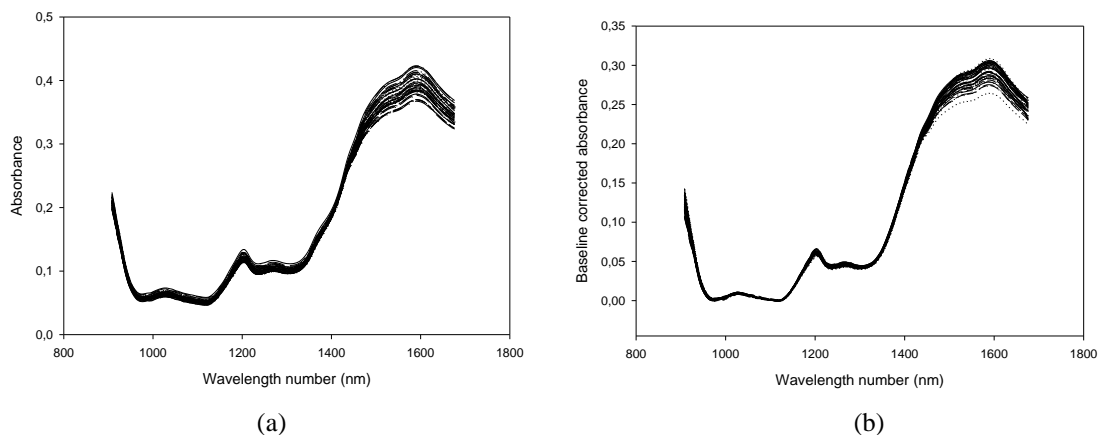 0,5
0,4
0,3
0,2
0,1
0,0
Absorbance
800 1000 1200 1400 1600 1800
Wavelength number (nm)
(a)
0,35
0,30
0,25
0,20
0,15
0,10
0,05
0,00
Baseline corrected absorbance
800 1000 1200 1400 1600 1800
Wavelength number (nm)
(b)